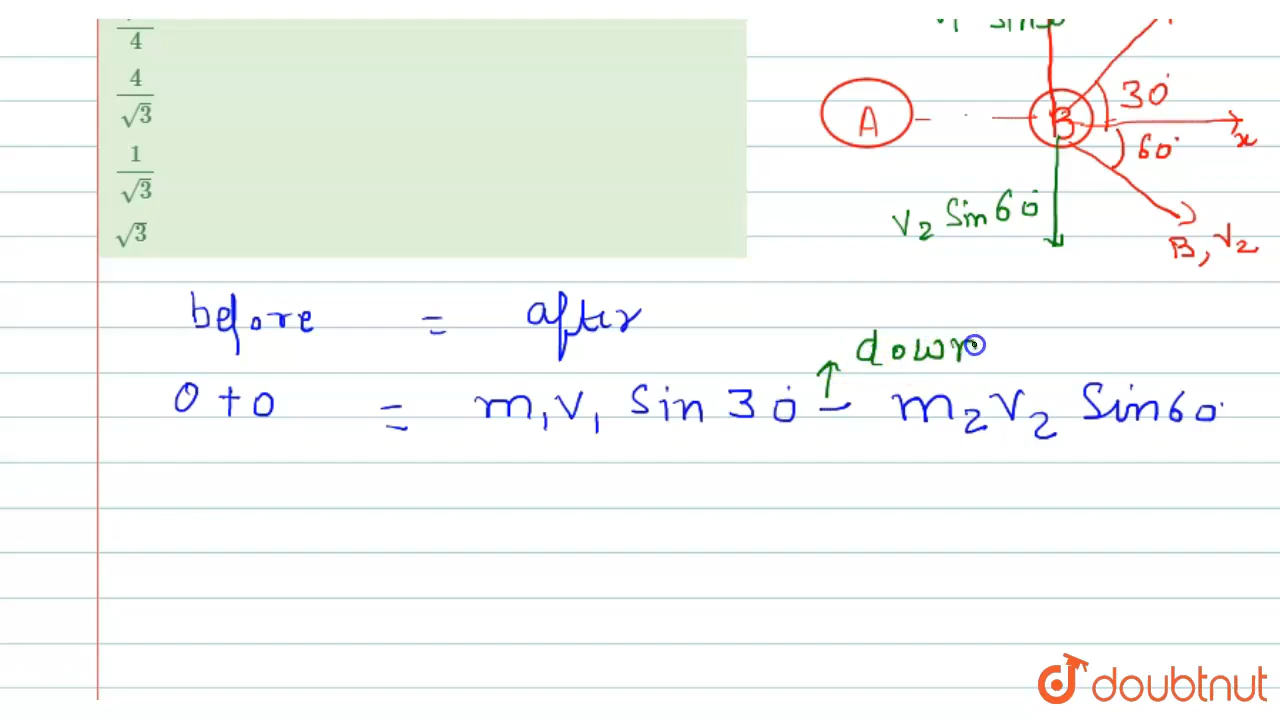 4
4
√3
1
√3
√3
30°
A
B
x
60°
V2 Sin60°
B, V2
before = after
down
0 + 0 = m1V1 Sin 30° - m2V2 Sin60°
doubtnut